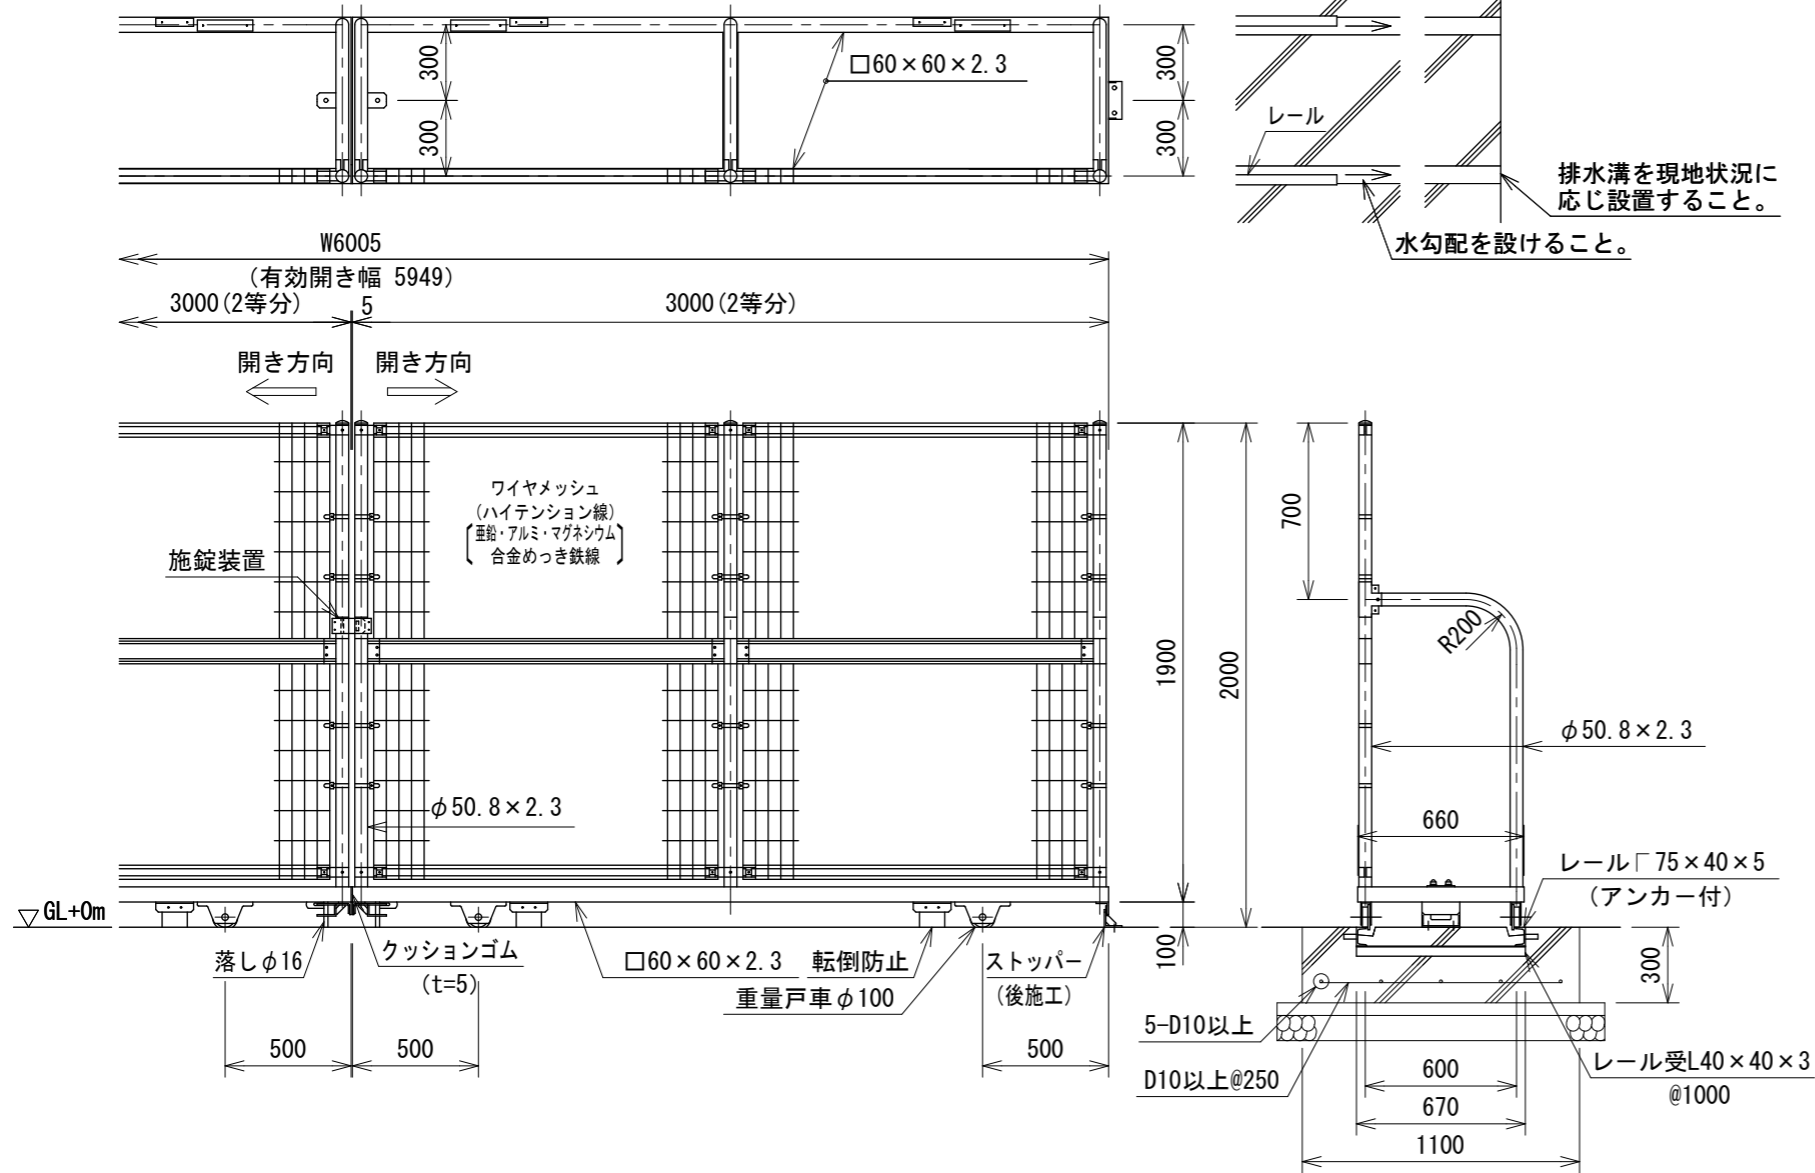 300
300
□60×60×2.3
300
300
レール
排水溝を現地状況に
応じ設置すること。
水勾配を設けること。
W6005
(有効開き幅 5949)
3000(2等分)
5
3000(2等分)
開き方向
開き方向
ワイヤメッシュ
(ハイテンション線)
亜鉛・アルミ・マグネシウム
合金めっき鉄線
施錠装置
φ50.8×2.3
1900
2000
100
700
R200
φ50.8×2.3
660
レール 75×40×5
(アンカー付)
▽GL+0m
落しφ16
クッションゴム
(t=5)
□60×60×2.3
転倒防止
重量戸車φ100
ストッパー
(後施工)
300
5-D10以上
D10以上@250
レール受L40×40×3
@1000
500
500
500
600
670
1100